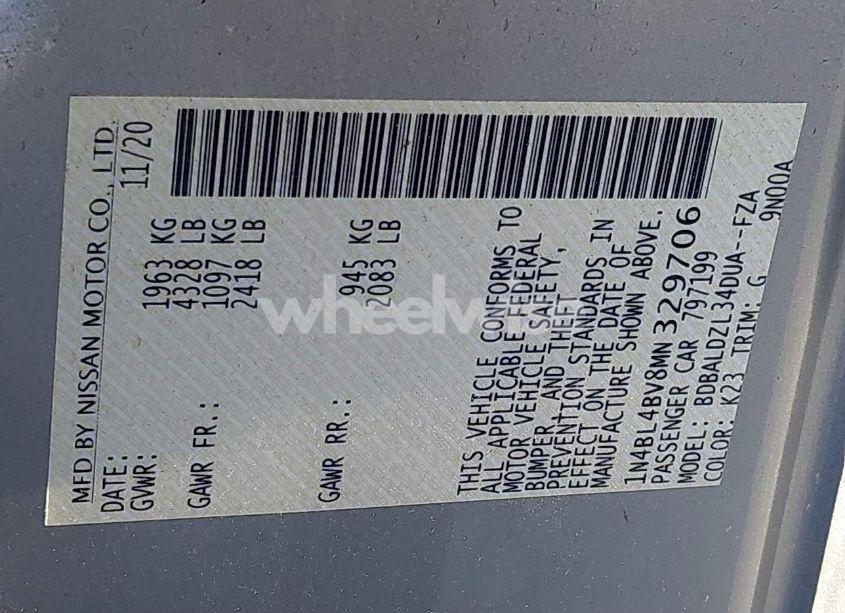 MFD BY NISSAN MOTOR CO., LTD.
DATE: 11/20
GVWR: 1963 KG
4328 LB
GAWR FR.: 1097 KG
2418 LB
GAWR RR.: 945 KG
2083 LB
THIS VEHICLE CONFORMS TO
ALL APPLICABLE FEDERAL
MOTOR VEHICLE SAFETY,
BUMPER, AND THEFT
PREVENTION STANDARDS IN
EFFECT ON THE DATE OF
MANUFACTURE SHOWN ABOVE.
1N4BL4BV8MN329706
PASSENGER CAR 797199
MODEL: BDBALDZL34DUA--FZA
COLOR: K23 TRIM: G 9N00A